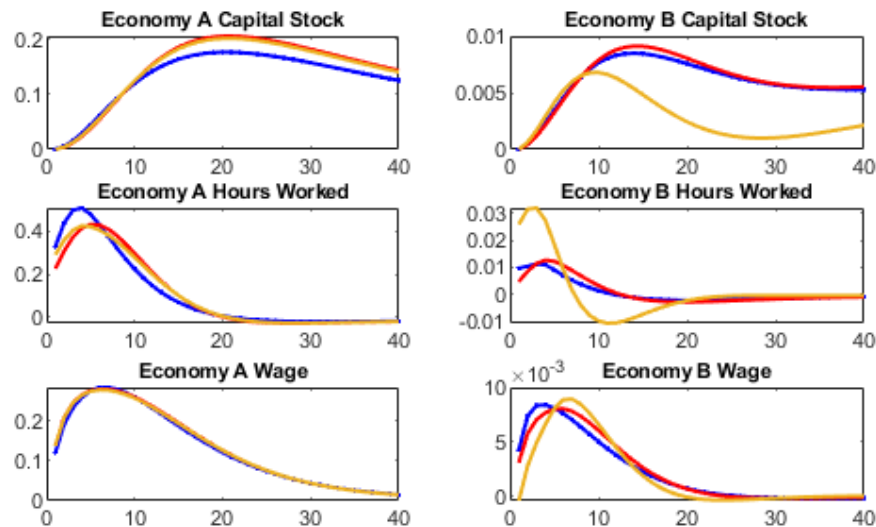 Economy A Capital Stock
0.2
0.1
0
0 10 20 30 40
Economy B Capital Stock
0.01
0.005
0
0 10 20 30 40
Economy A Hours Worked
0.4
0.2
0
0 10 20 30 40
Economy B Hours Worked
0.03
0.02
0.01
0
-0.01
0 10 20 30 40
Economy A Wage
0.2
0.1
0
0 10 20 30 40
Economy B Wage
10 ×10⁻³
5
0
0 10 20 30 40